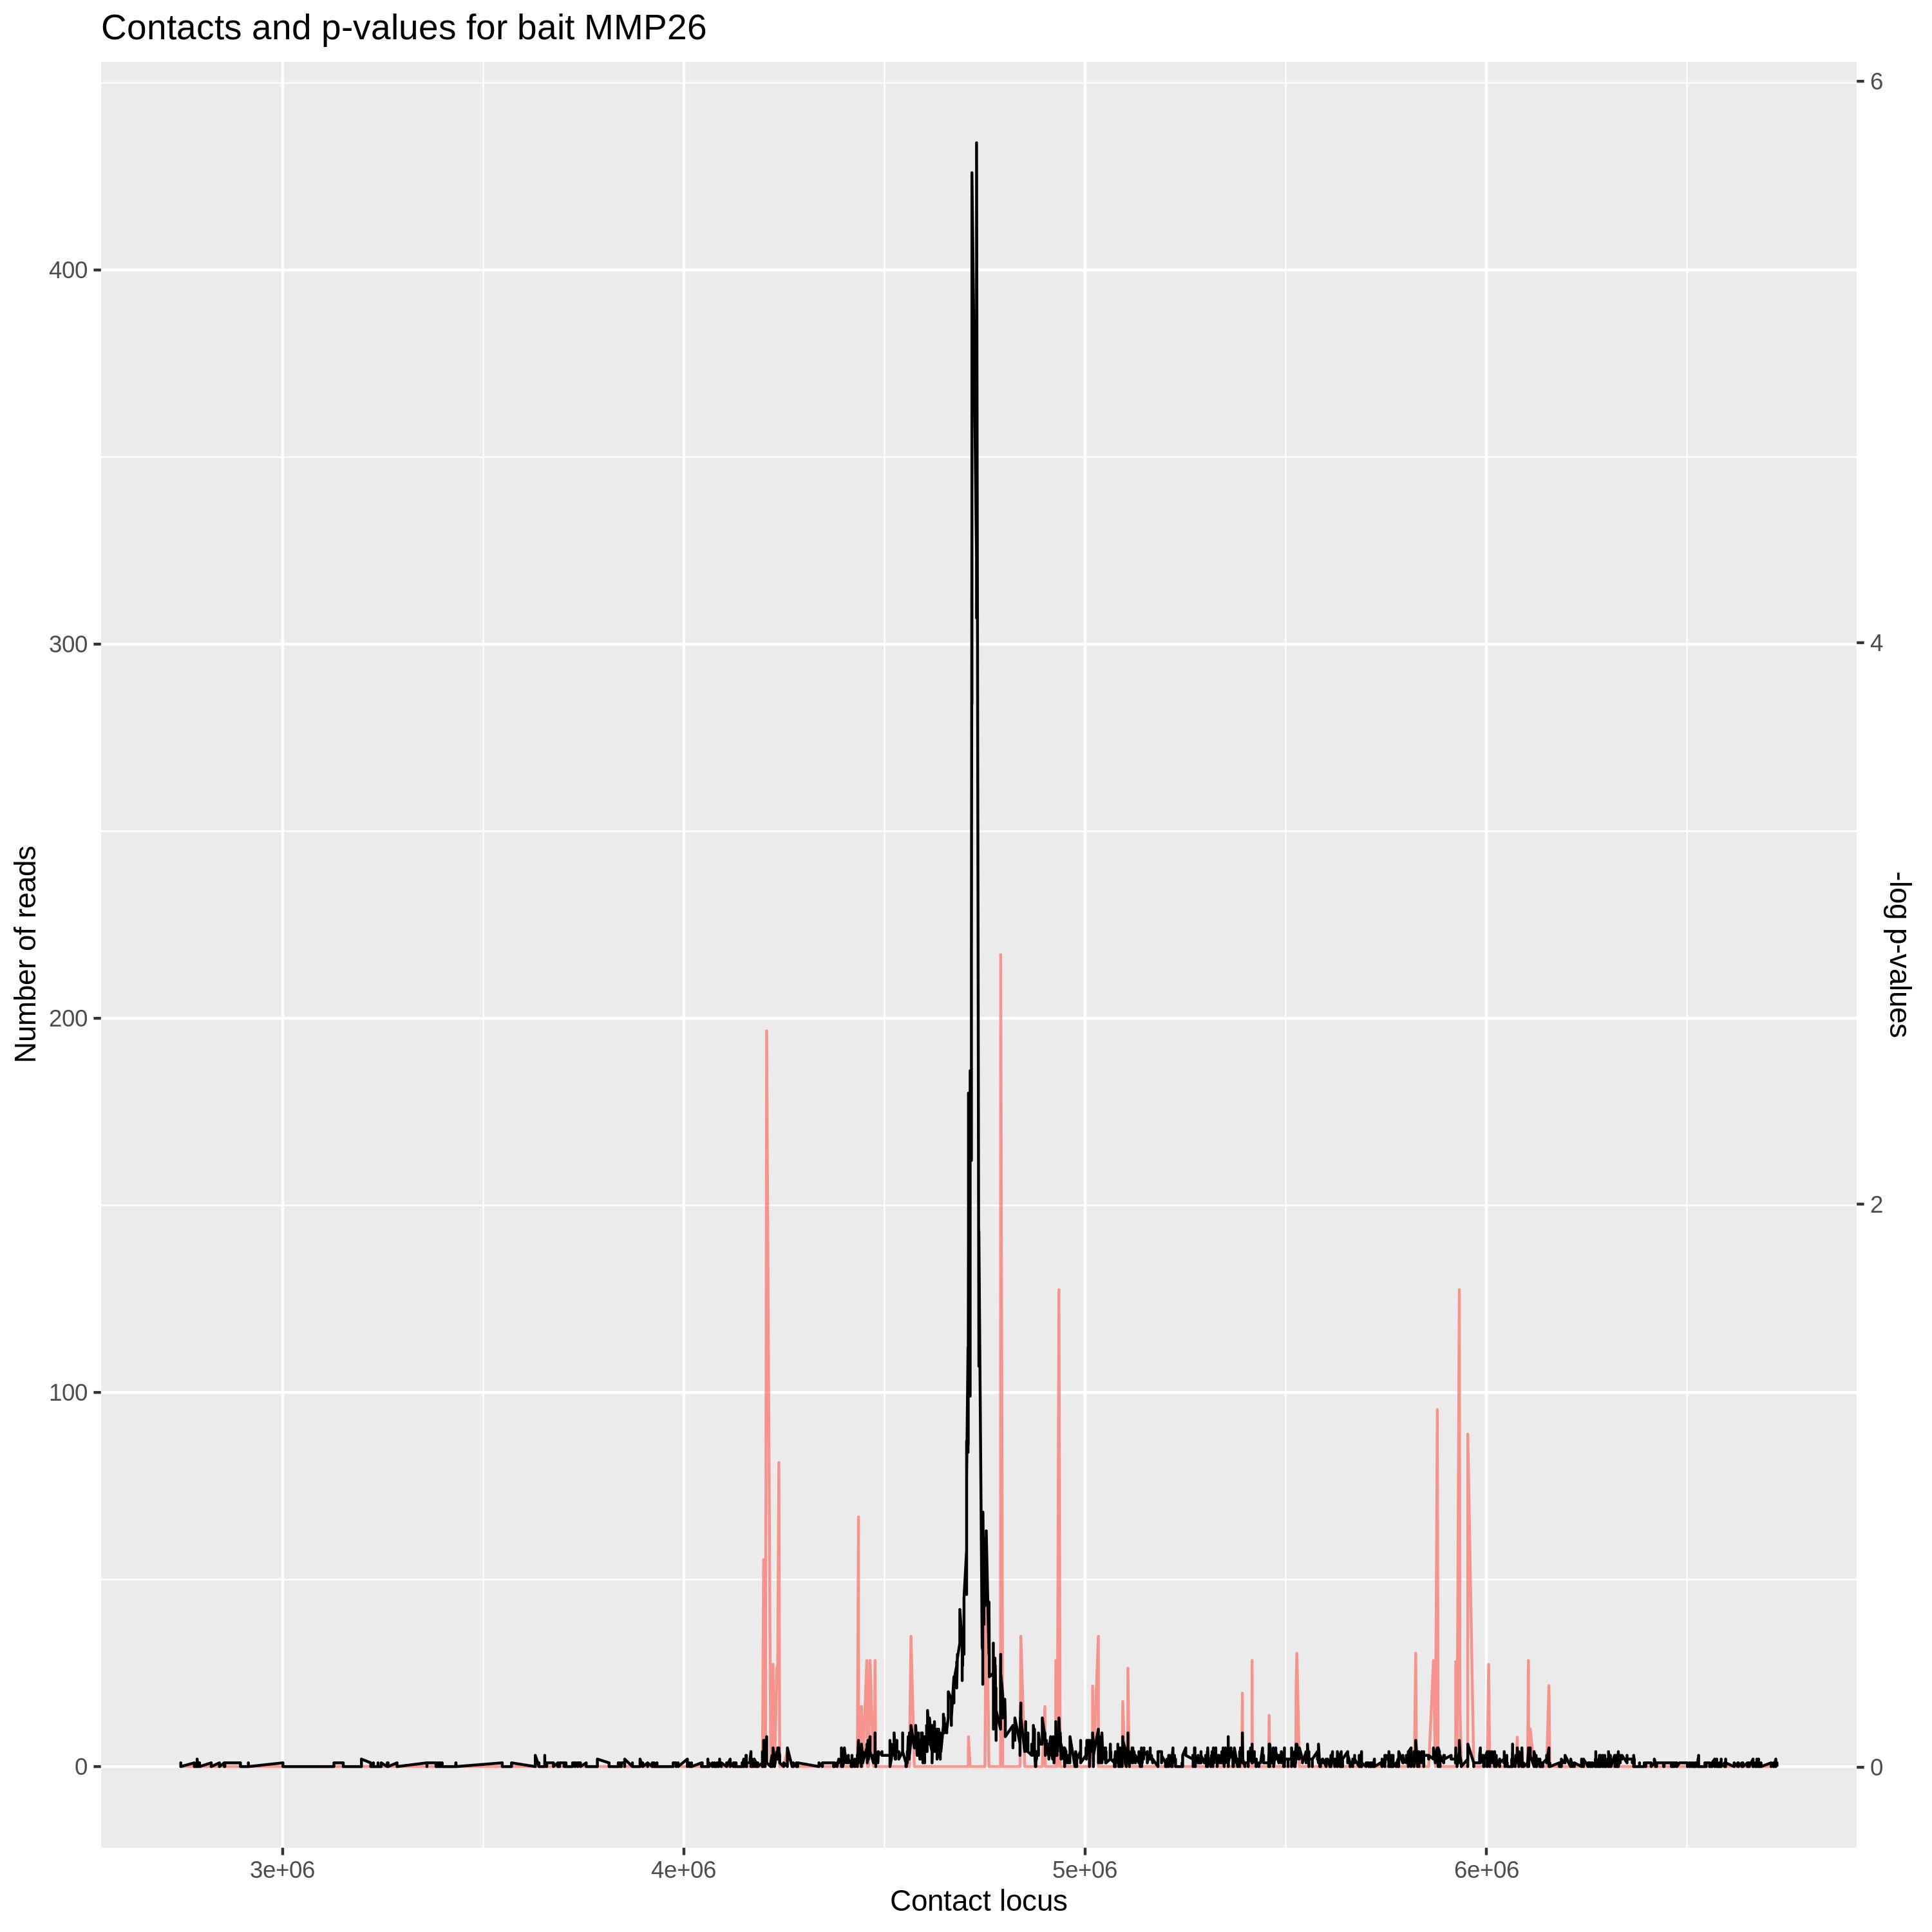 Contacts and p-values for bait MMP26
6
400
300
4
200
2
100
0
0
Number of reads
-log p-values
3e+06
4e+06
5e+06
6e+06
Contact locus